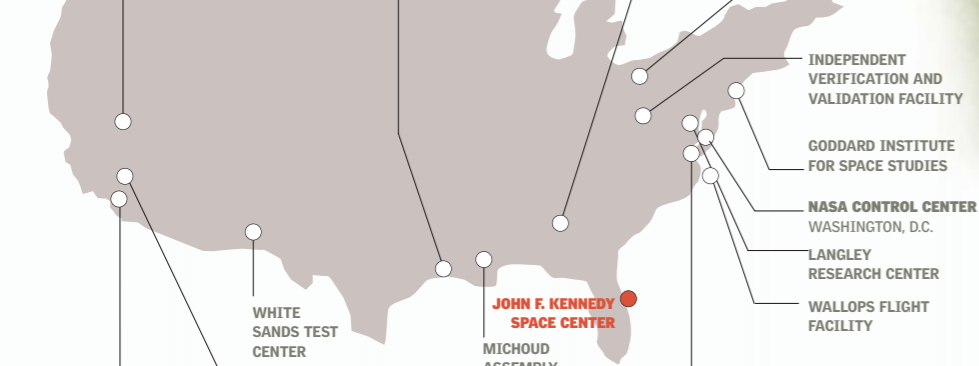 INDEPENDENT
VERIFICATION AND
VALIDATION FACILITY
GODDARD INSTITUTE
FOR SPACE STUDIES
NASA CONTROL CENTER
WASHINGTON, D.C.
LANGLEY
RESEARCH CENTER
WALLOPS FLIGHT
FACILITY
JOHN F. KENNEDY
SPACE CENTER
WHITE
SANDS TEST
CENTER
MICHOUD
ASSEMBLY